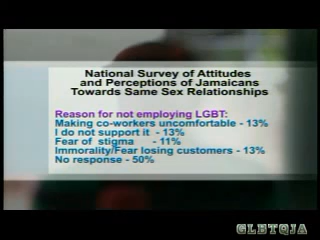 National Survey of Attitudes
and Perceptions of Jamaicans
Towards Same Sex Relationships
Reason for not employing LGBT:
Making co-workers uncomfortable - 13%
I do not support it - 13%
Fear of stigma - 11%
Immorality/Fear losing customers - 13%
No response - 50%
GLBTQJA